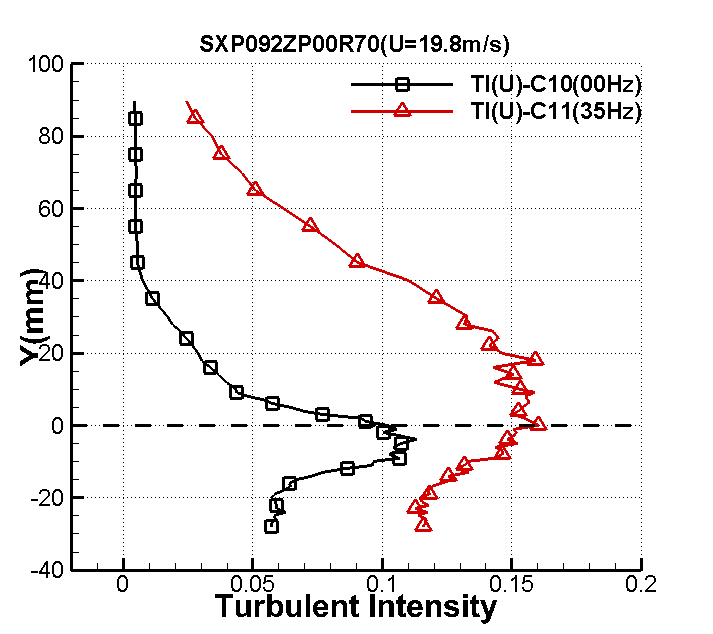 SXP092ZP00R70(U=19.8m/s)
TI(U)-C10(00Hz)
TI(U)-C11(35Hz)
Y(mm)
100
80
60
40
20
0
-20
-40
0
0.05
0.1
0.15
0.2
Turbulent Intensity